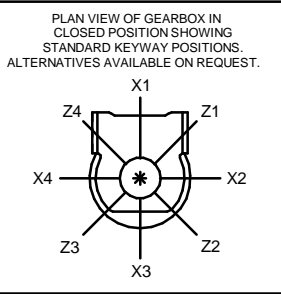 PLAN VIEW OF GEARBOX IN
CLOSED POSITION SHOWING
STANDARD KEYWAY POSITIONS.
ALTERNATIVES AVAILABLE ON REQUEST.
X1
Z4 Z1
X4 X2
Z3 Z2
X3